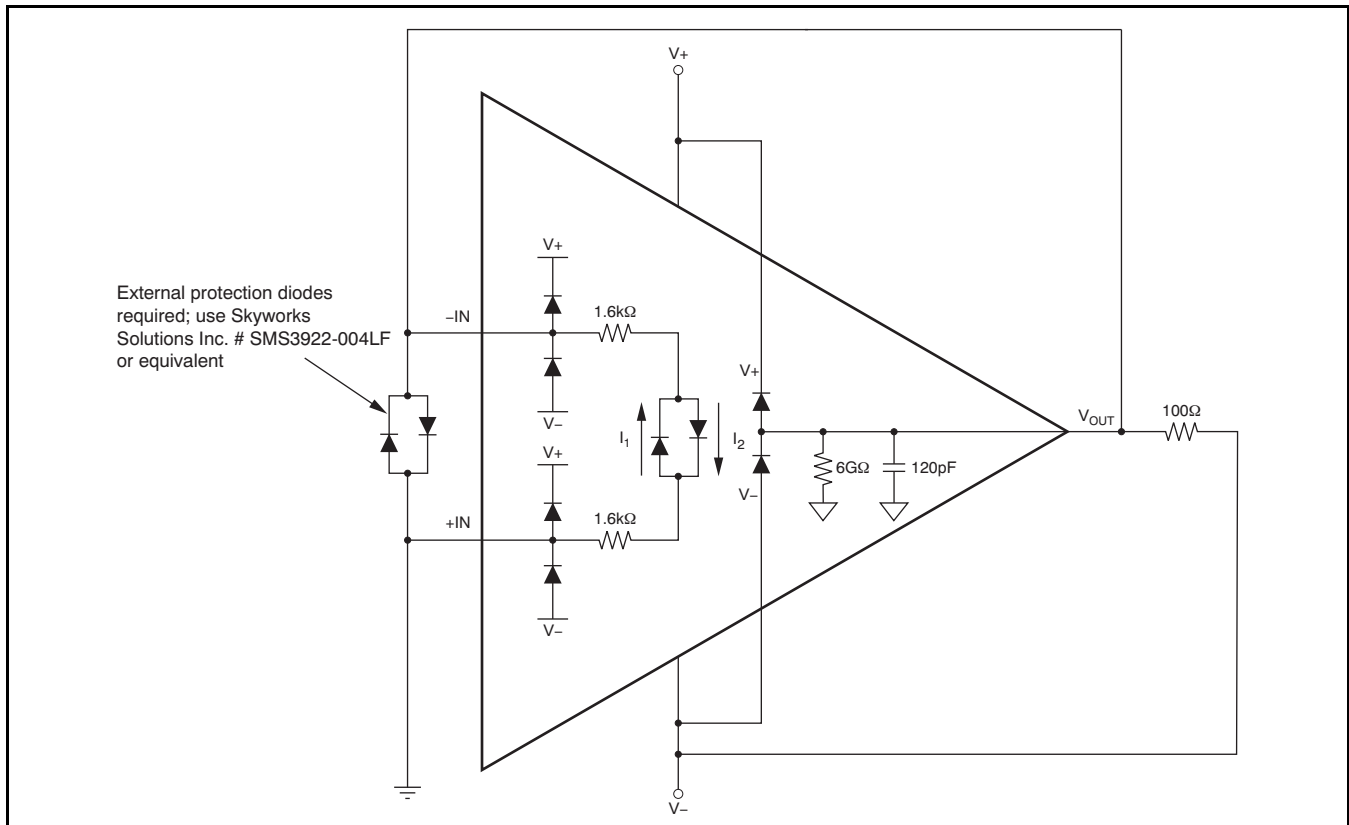 V+
V+
−IN
1.6kΩ
External protection diodes
required; use Skyworks
Solutions Inc. # SMS3922-004LF
or equivalent
V+
V−
I1
I2
VOUT
100Ω
V+
6GΩ
120pF
V−
+IN
1.6kΩ
V−
V−